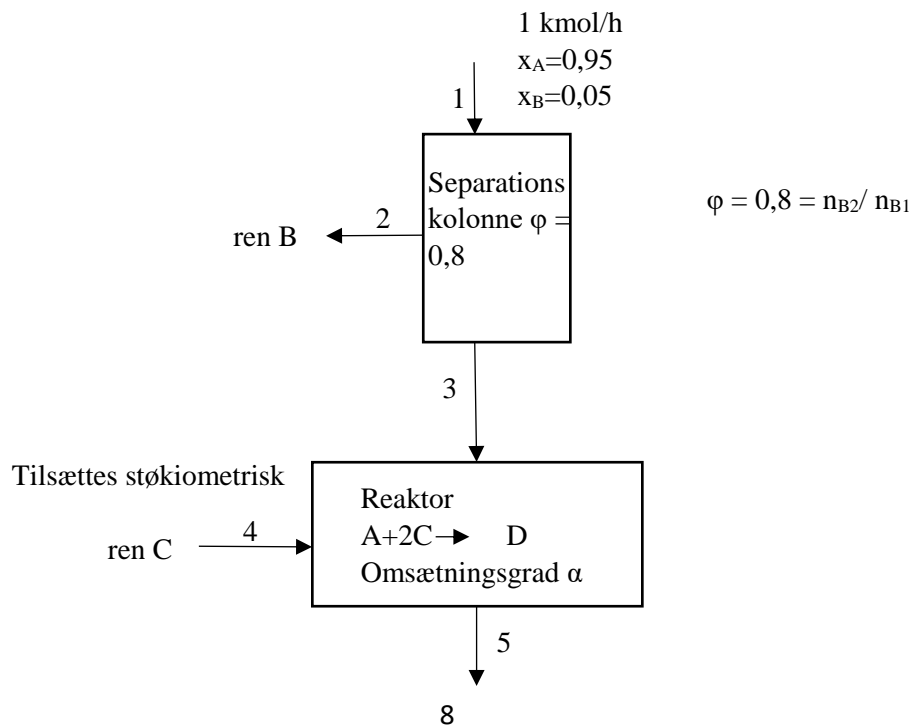 1 kmol/h
xA=0,95
xB=0,05
1
Separations
kolonne φ =
0,8
φ = 0,8 = nB2/ nB1
2
ren B
3
Tilsættes støkiometrisk
ren C
4
Reaktor
A+2C→ D
Omsætningsgrad α
5
8